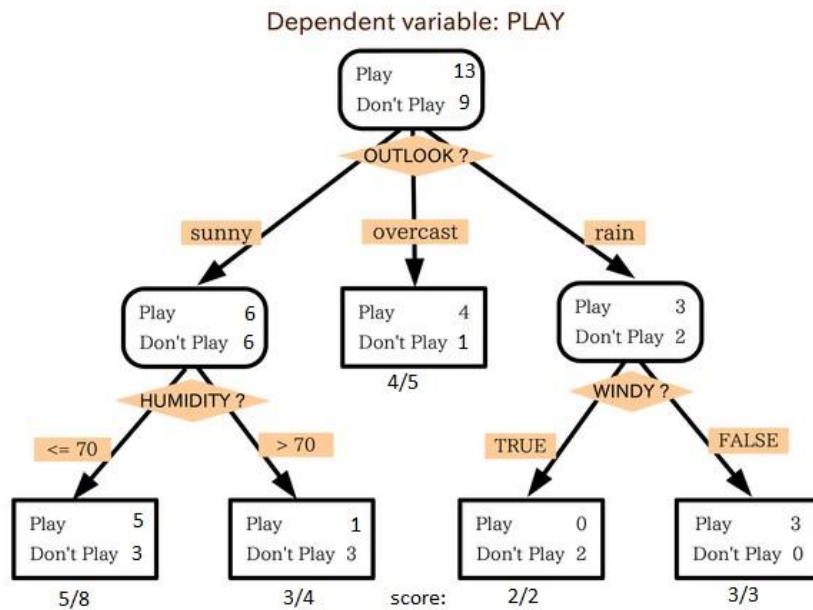 Dependent variable: PLAY
Play 13
Don't Play 9
OUTLOOK ?
sunny
overcast
rain
Play 6
Don't Play 6
Play 4
Don't Play 1
Play 3
Don't Play 2
4/5
HUMIDITY ?
WINDY ?
<= 70
> 70
TRUE
FALSE
Play 5
Don't Play 3
Play 1
Don't Play 3
Play 0
Don't Play 2
Play 3
Don't Play 0
5/8
3/4
score:
2/2
3/3